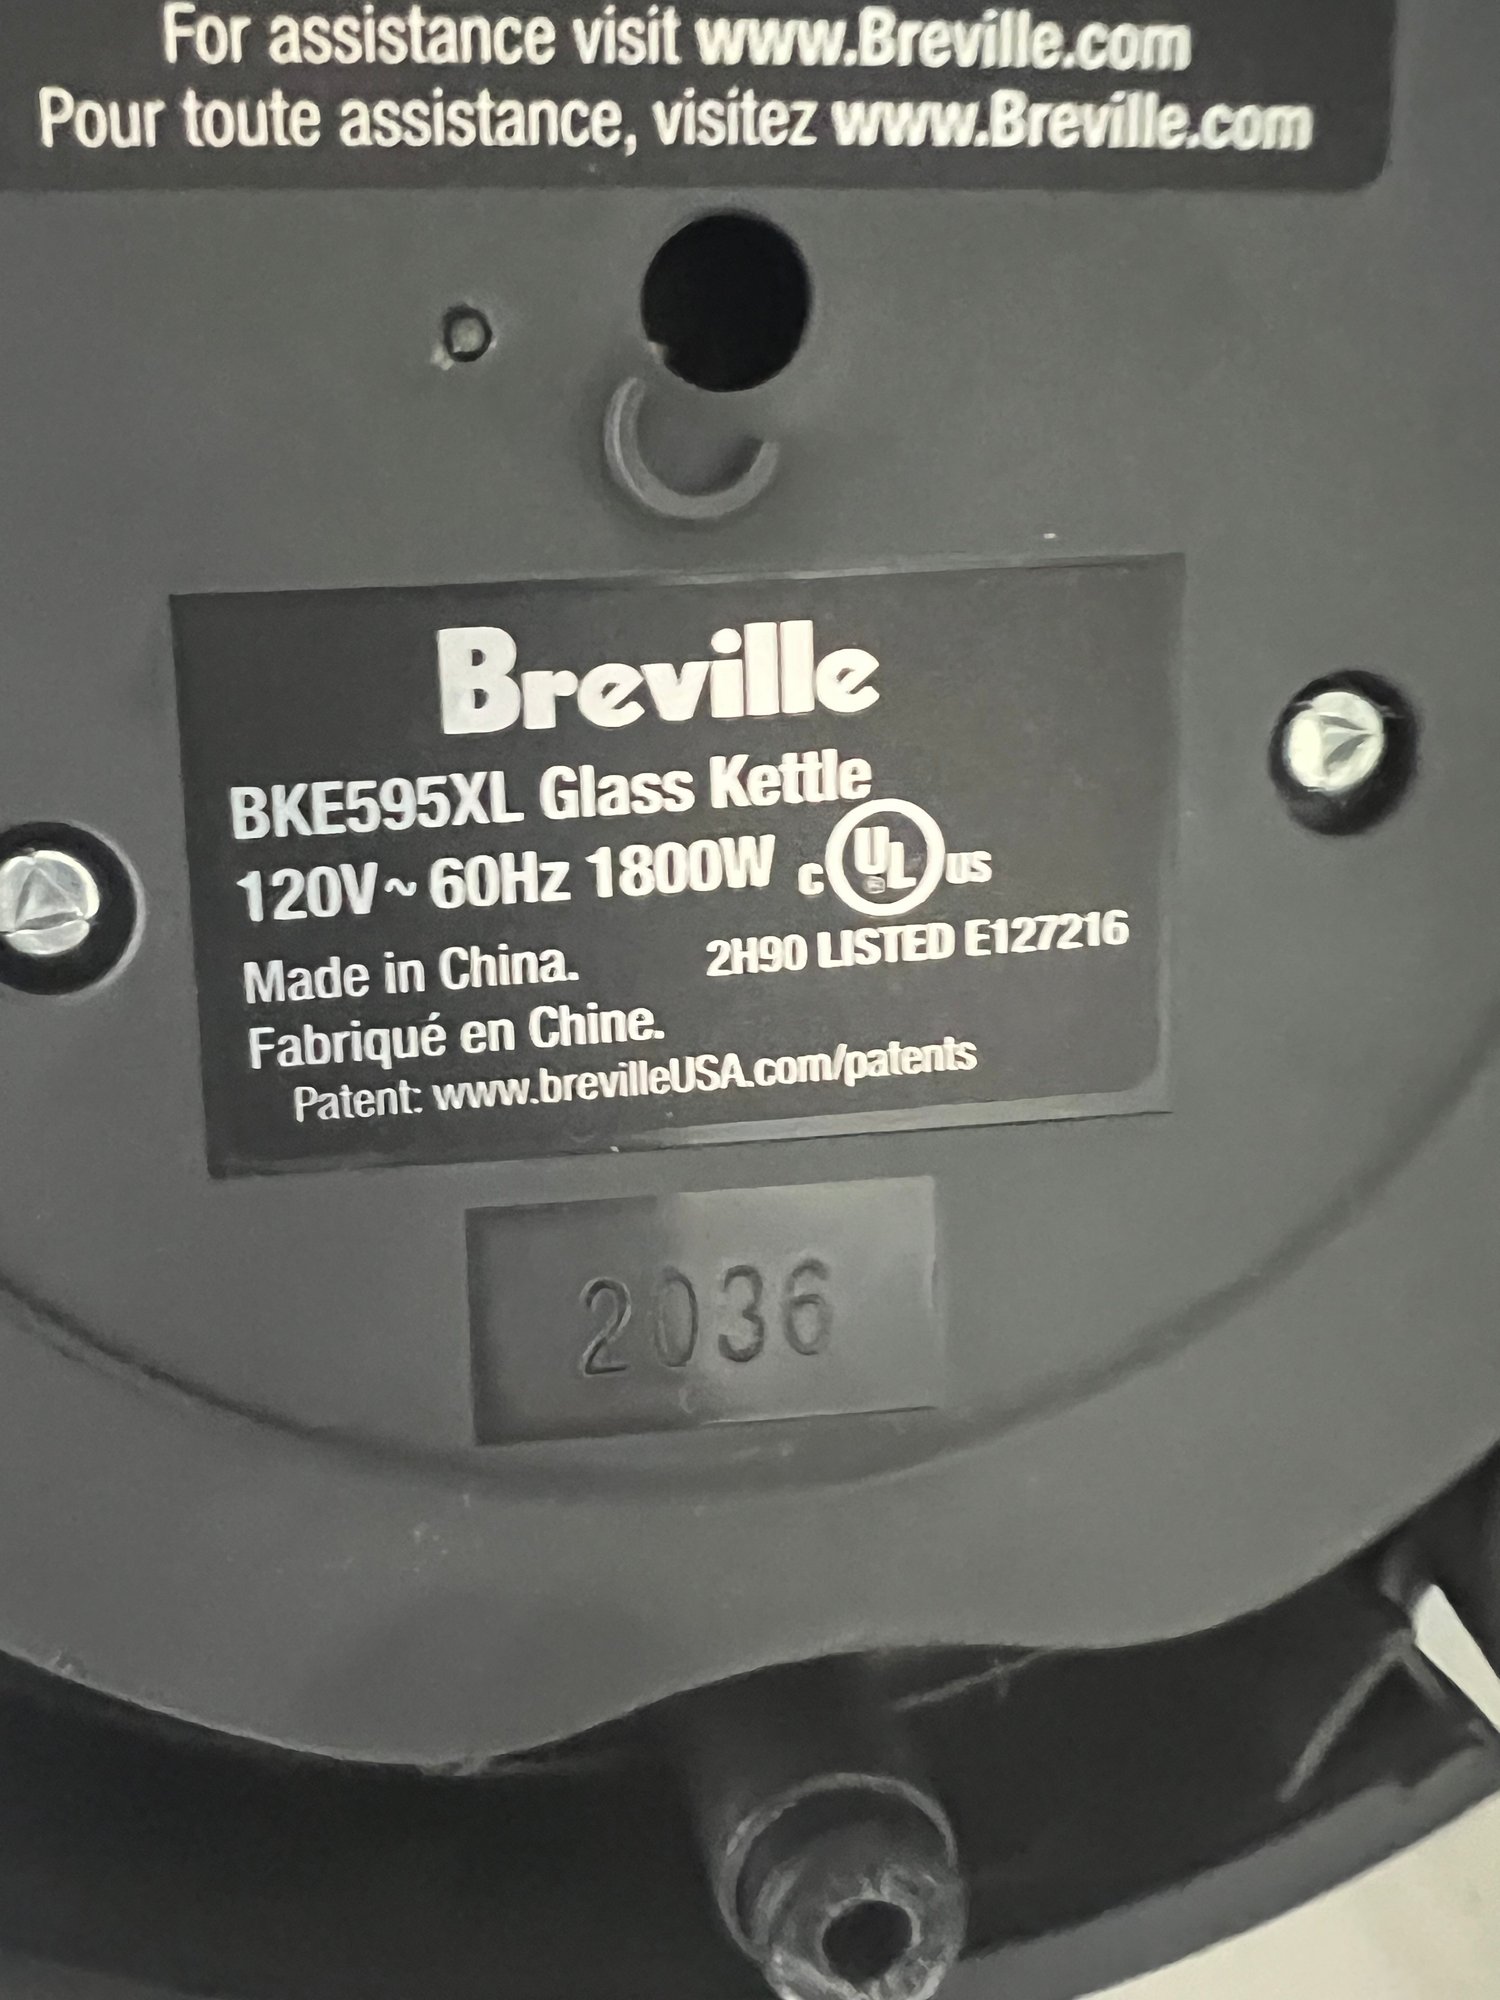 For assistance visit www.Breville.com
Pour toute assistance, visitez www.Breville.com
Breville
BKE595XL Glass Kettle
120V~ 60Hz 1800W c UL us
2H90 LISTED E127216
Made in China.
Fabriqué en Chine.
Patent: www.brevilleUSA.com/patents
2036